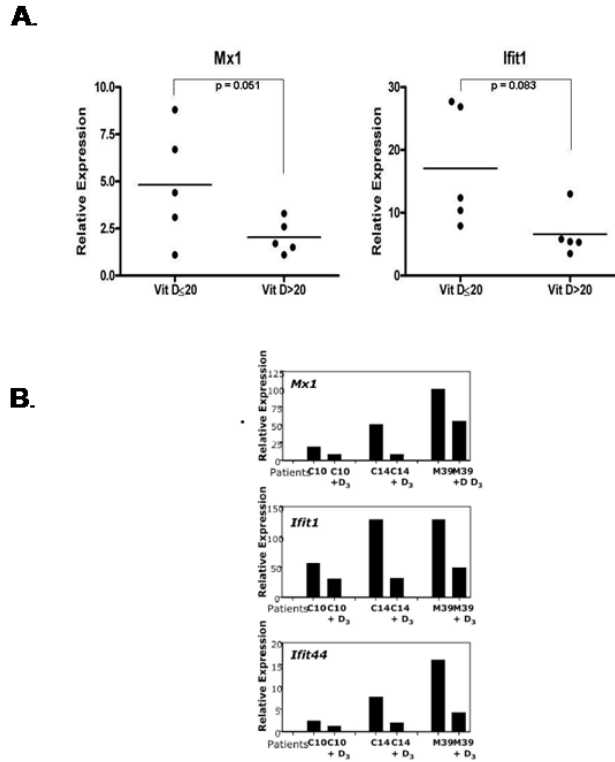 A.
Mx1
Relative Expression
10.0
7.5
5.0
2.5
0.0
p = 0.051
Vit D≤20
Vit D>20
Ifit1
Relative Expression
30
20
10
0
p = 0.083
Vit D≤20
Vit D>20
B.
Relative Expression
125
100
75
50
25
0
Mx1
Patients
C10
C10
+D₃
C14
C14
+ D₃
M39
M39
+D D₃
Relative Expression
150
100
50
0
Ifit1
Patients
C10
C10
+ D₃
C14
C14
+ D₃
M39
M39
+ D₃
Relative Expression
20
15
10
5
0
Ifit44
Patients
C10
C10
+ D₃
C14
C14
+ D₃
M39
M39
+ D₃